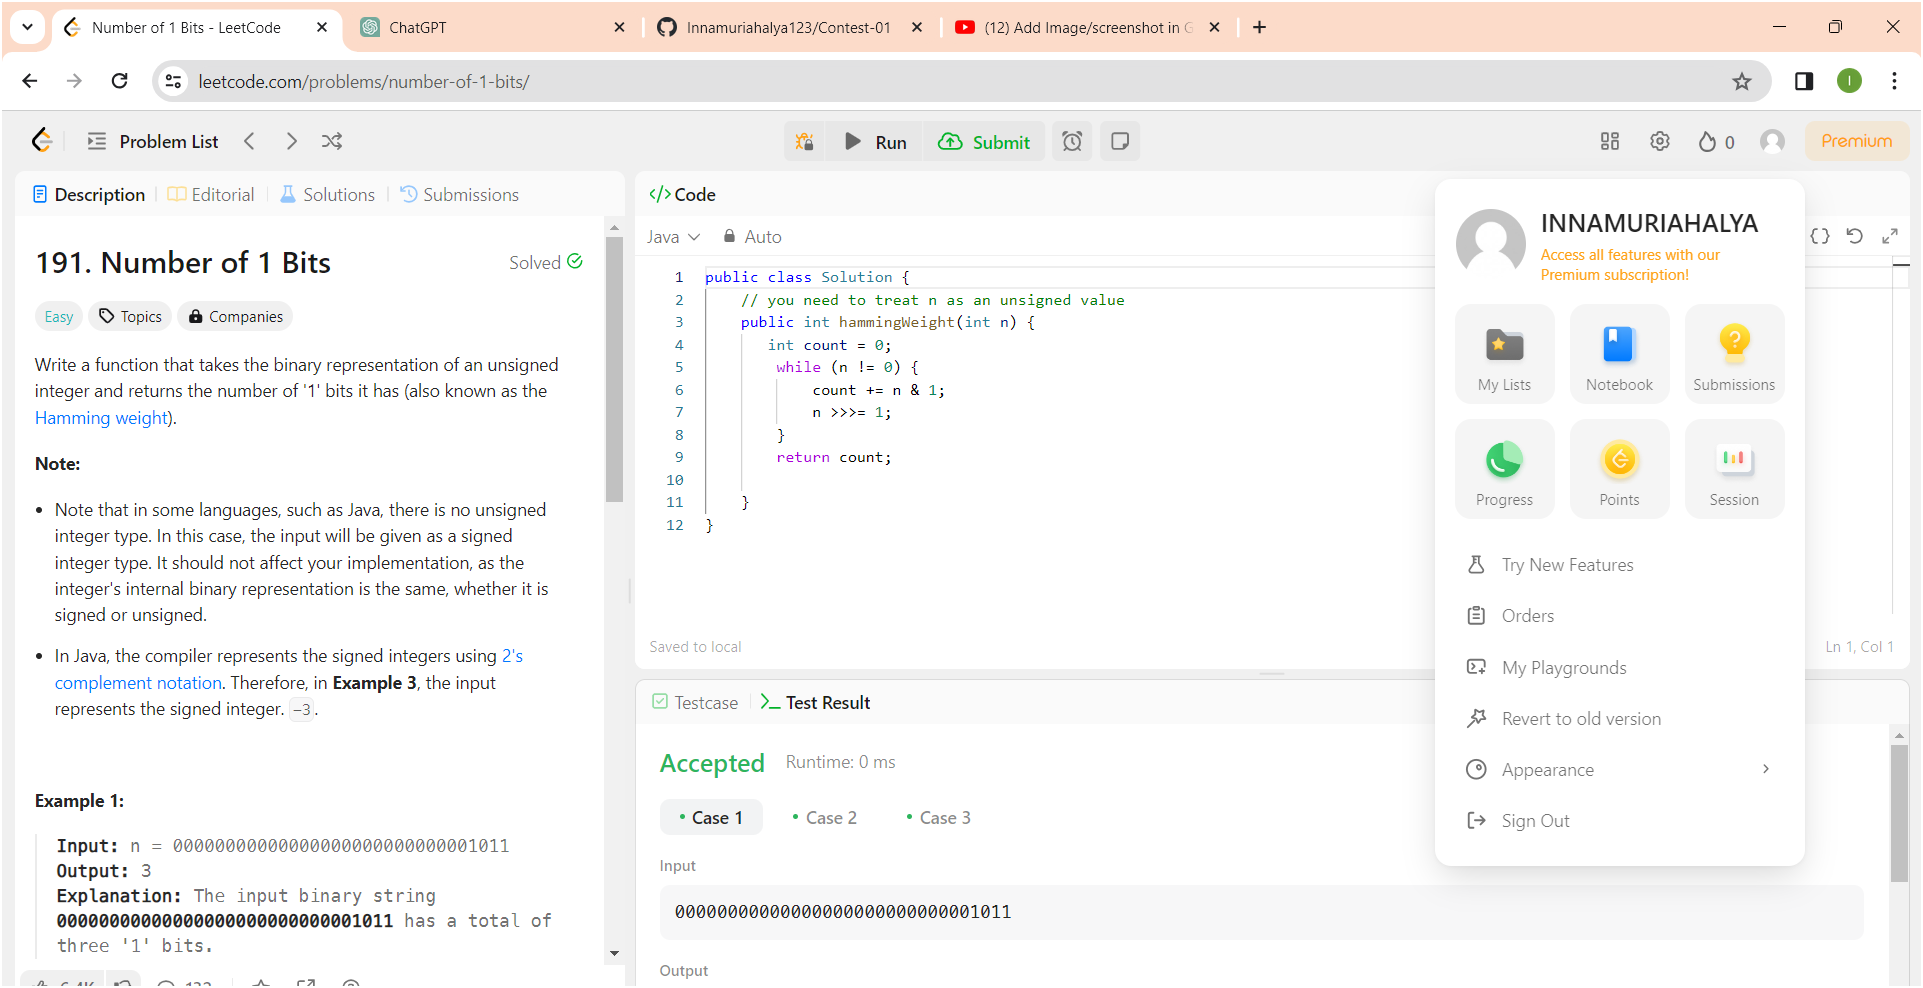 Number of 1 Bits - LeetCode
ChatGPT
Innamuriahalya123/Contest-01
(12) Add Image/screenshot in G
leetcode.com/problems/number-of-1-bits/
I
Problem List
Run
Submit
0
Premium
Description
Editorial
Solutions
Submissions
191. Number of 1 Bits
Solved
Easy
Topics
Companies
Write a function that takes the binary representation of an unsigned
integer and returns the number of '1' bits it has (also known as the
Hamming weight).
Note:
• Note that in some languages, such as Java, there is no unsigned
integer type. In this case, the input will be given as a signed
integer type. It should not affect your implementation, as the
integer's internal binary representation is the same, whether it is
signed or unsigned.
• In Java, the compiler represents the signed integers using 2's
complement notation. Therefore, in Example 3, the input
represents the signed integer. -3.
Example 1:
Input: n = 00000000000000000000000000001011
Output: 3
Explanation: The input binary string
00000000000000000000000000001011 has a total of
three '1' bits.
6.4K
132
</> Code
Java
Auto
1 public class Solution {
2 // you need to treat n as an unsigned value
3 public int hammingWeight(int n) {
4 int count = 0;
5 while (n != 0) {
6 count += n & 1;
7 n >>>= 1;
8 }
9 return count;
10
11 }
12 }
Saved to local
Ln 1, Col 1
Testcase
Test Result
Accepted
Runtime: 0 ms
• Case 1
• Case 2
• Case 3
Input
00000000000000000000000000001011
Output
INNAMURIAHALYA
Access all features with our
Premium subscription!
My Lists
Notebook
Submissions
Progress
Points
Session
Try New Features
Orders
My Playgrounds
Revert to old version
Appearance
Sign Out